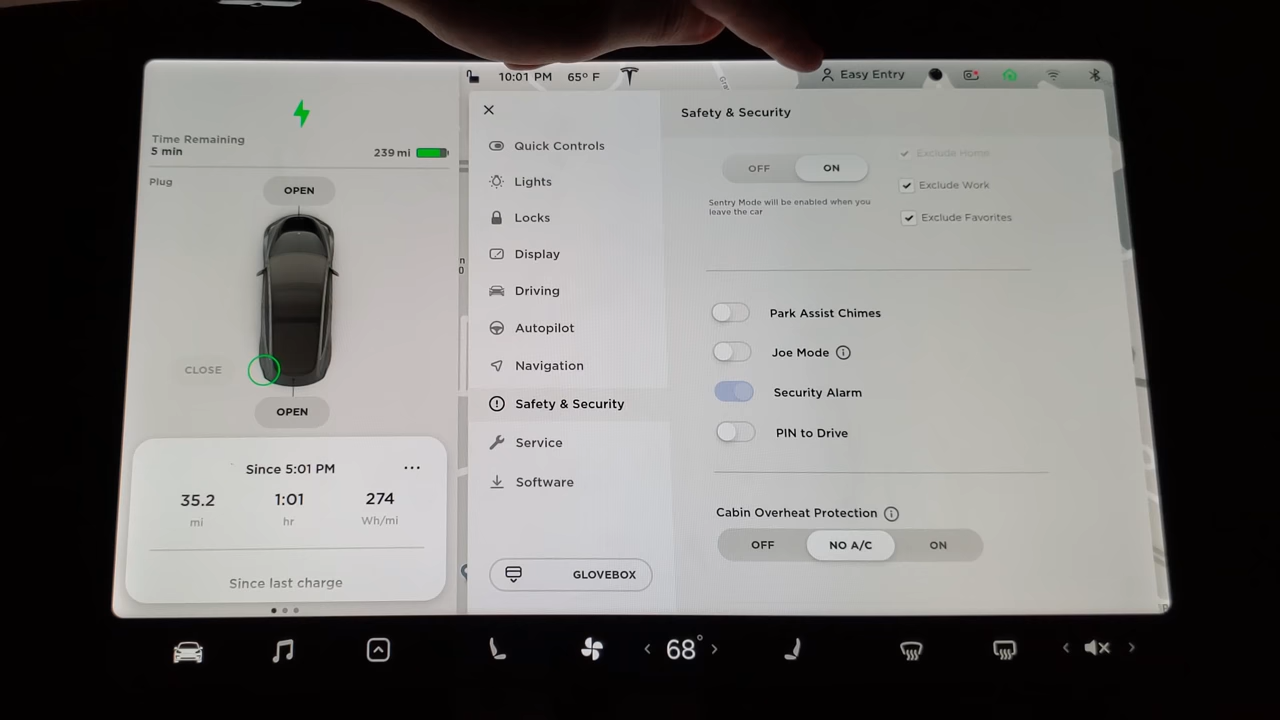 10:01 PM
65° F
Easy Entry
Time Remaining
5 min
239 mi
Plug
OPEN
CLOSE
OPEN
Since 5:01 PM
35.2
1:01
274
mi
hr
Wh/mi
Since last charge
Quick Controls
Lights
Locks
Display
Driving
Autopilot
Navigation
Safety & Security
Service
Software
GLOVEBOX
Safety & Security
OFF
ON
Sentry Mode will be enabled when you
leave the car
Exclude Home
Exclude Work
Exclude Favorites
Park Assist Chimes
Joe Mode
Security Alarm
PIN to Drive
Cabin Overheat Protection
OFF
NO A/C
ON
68°